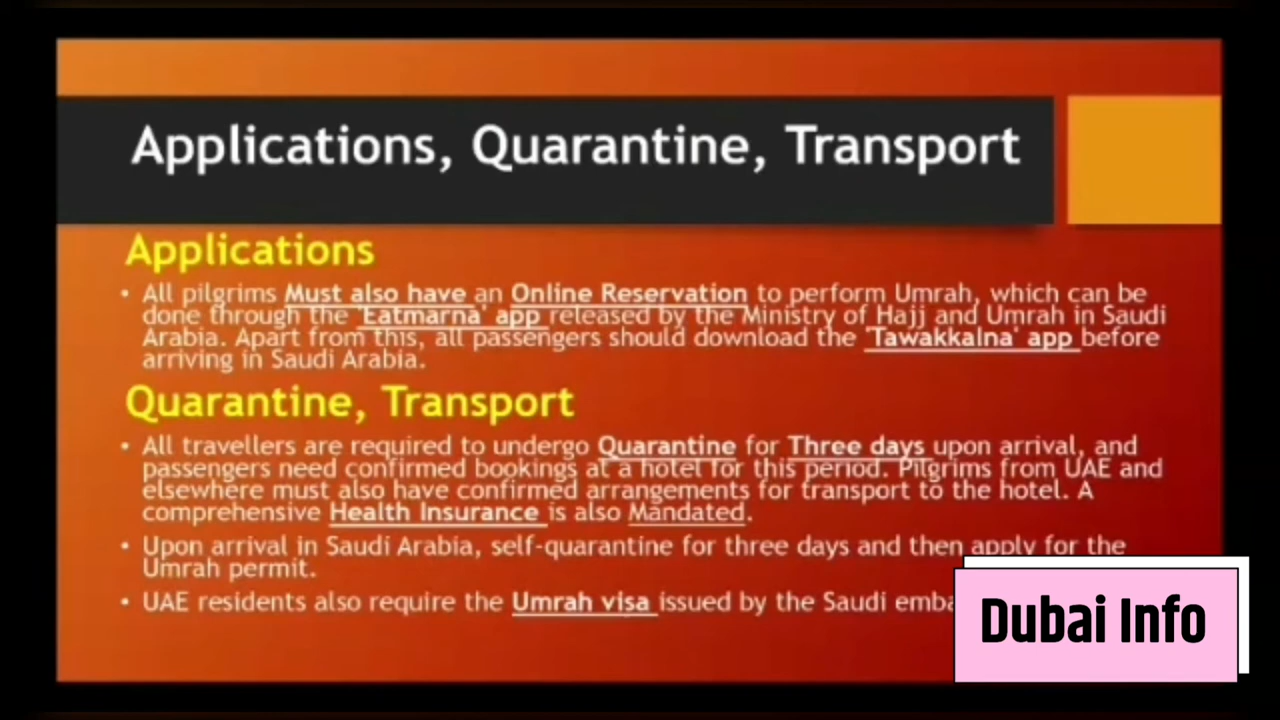 Applications, Quarantine, Transport
Applications
• All pilgrims Must also have an Online Reservation to perform Umrah, which can be
done through the 'Eatmarna' app released by the Ministry of Hajj and Umrah in Saudi
Arabia. Apart from this, all passengers should download the 'Tawakkalna' app before
arriving in Saudi Arabia.
Quarantine, Transport
• All travellers are required to undergo Quarantine for Three days upon arrival, and
passengers need confirmed bookings at a hotel for this period. Pilgrims from UAE and
elsewhere must also have confirmed arrangements for transport to the hotel. A
comprehensive Health Insurance is also Mandated.
• Upon arrival in Saudi Arabia, self-quarantine for three days and then apply for the
Umrah permit.
• UAE residents also require the Umrah visa issued by the Saudi
Dubai Info